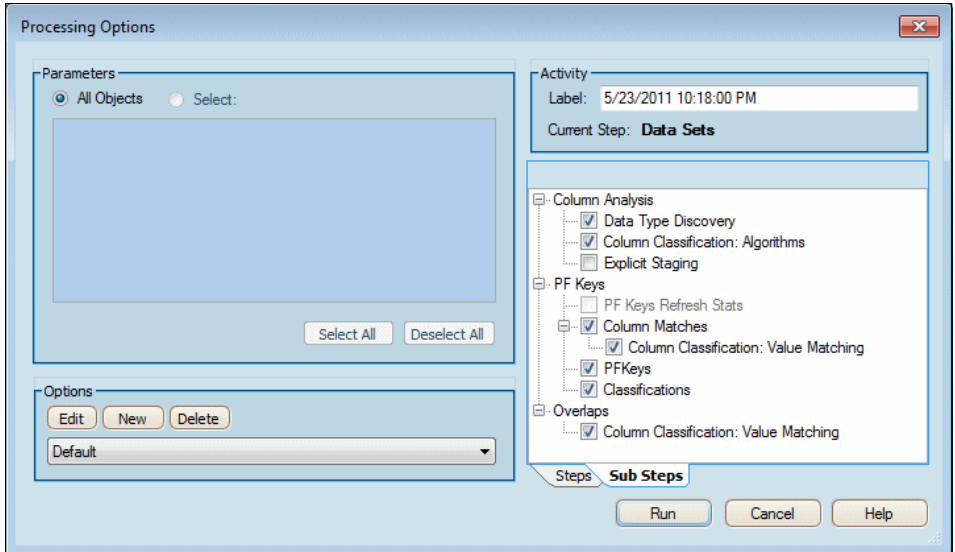 Processing Options
Parameters
All Objects Select:
Select All Deselect All
Options
Edit New Delete
Default
Activity
Label: 5/23/2011 10:18:00 PM
Current Step: Data Sets
Column Analysis
Data Type Discovery
Column Classification: Algorithms
Explicit Staging
PF Keys
PF Keys Refresh Stats
Column Matches
Column Classification: Value Matching
PFKeys
Classifications
Overlaps
Column Classification: Value Matching
Steps Sub Steps
Run Cancel Help